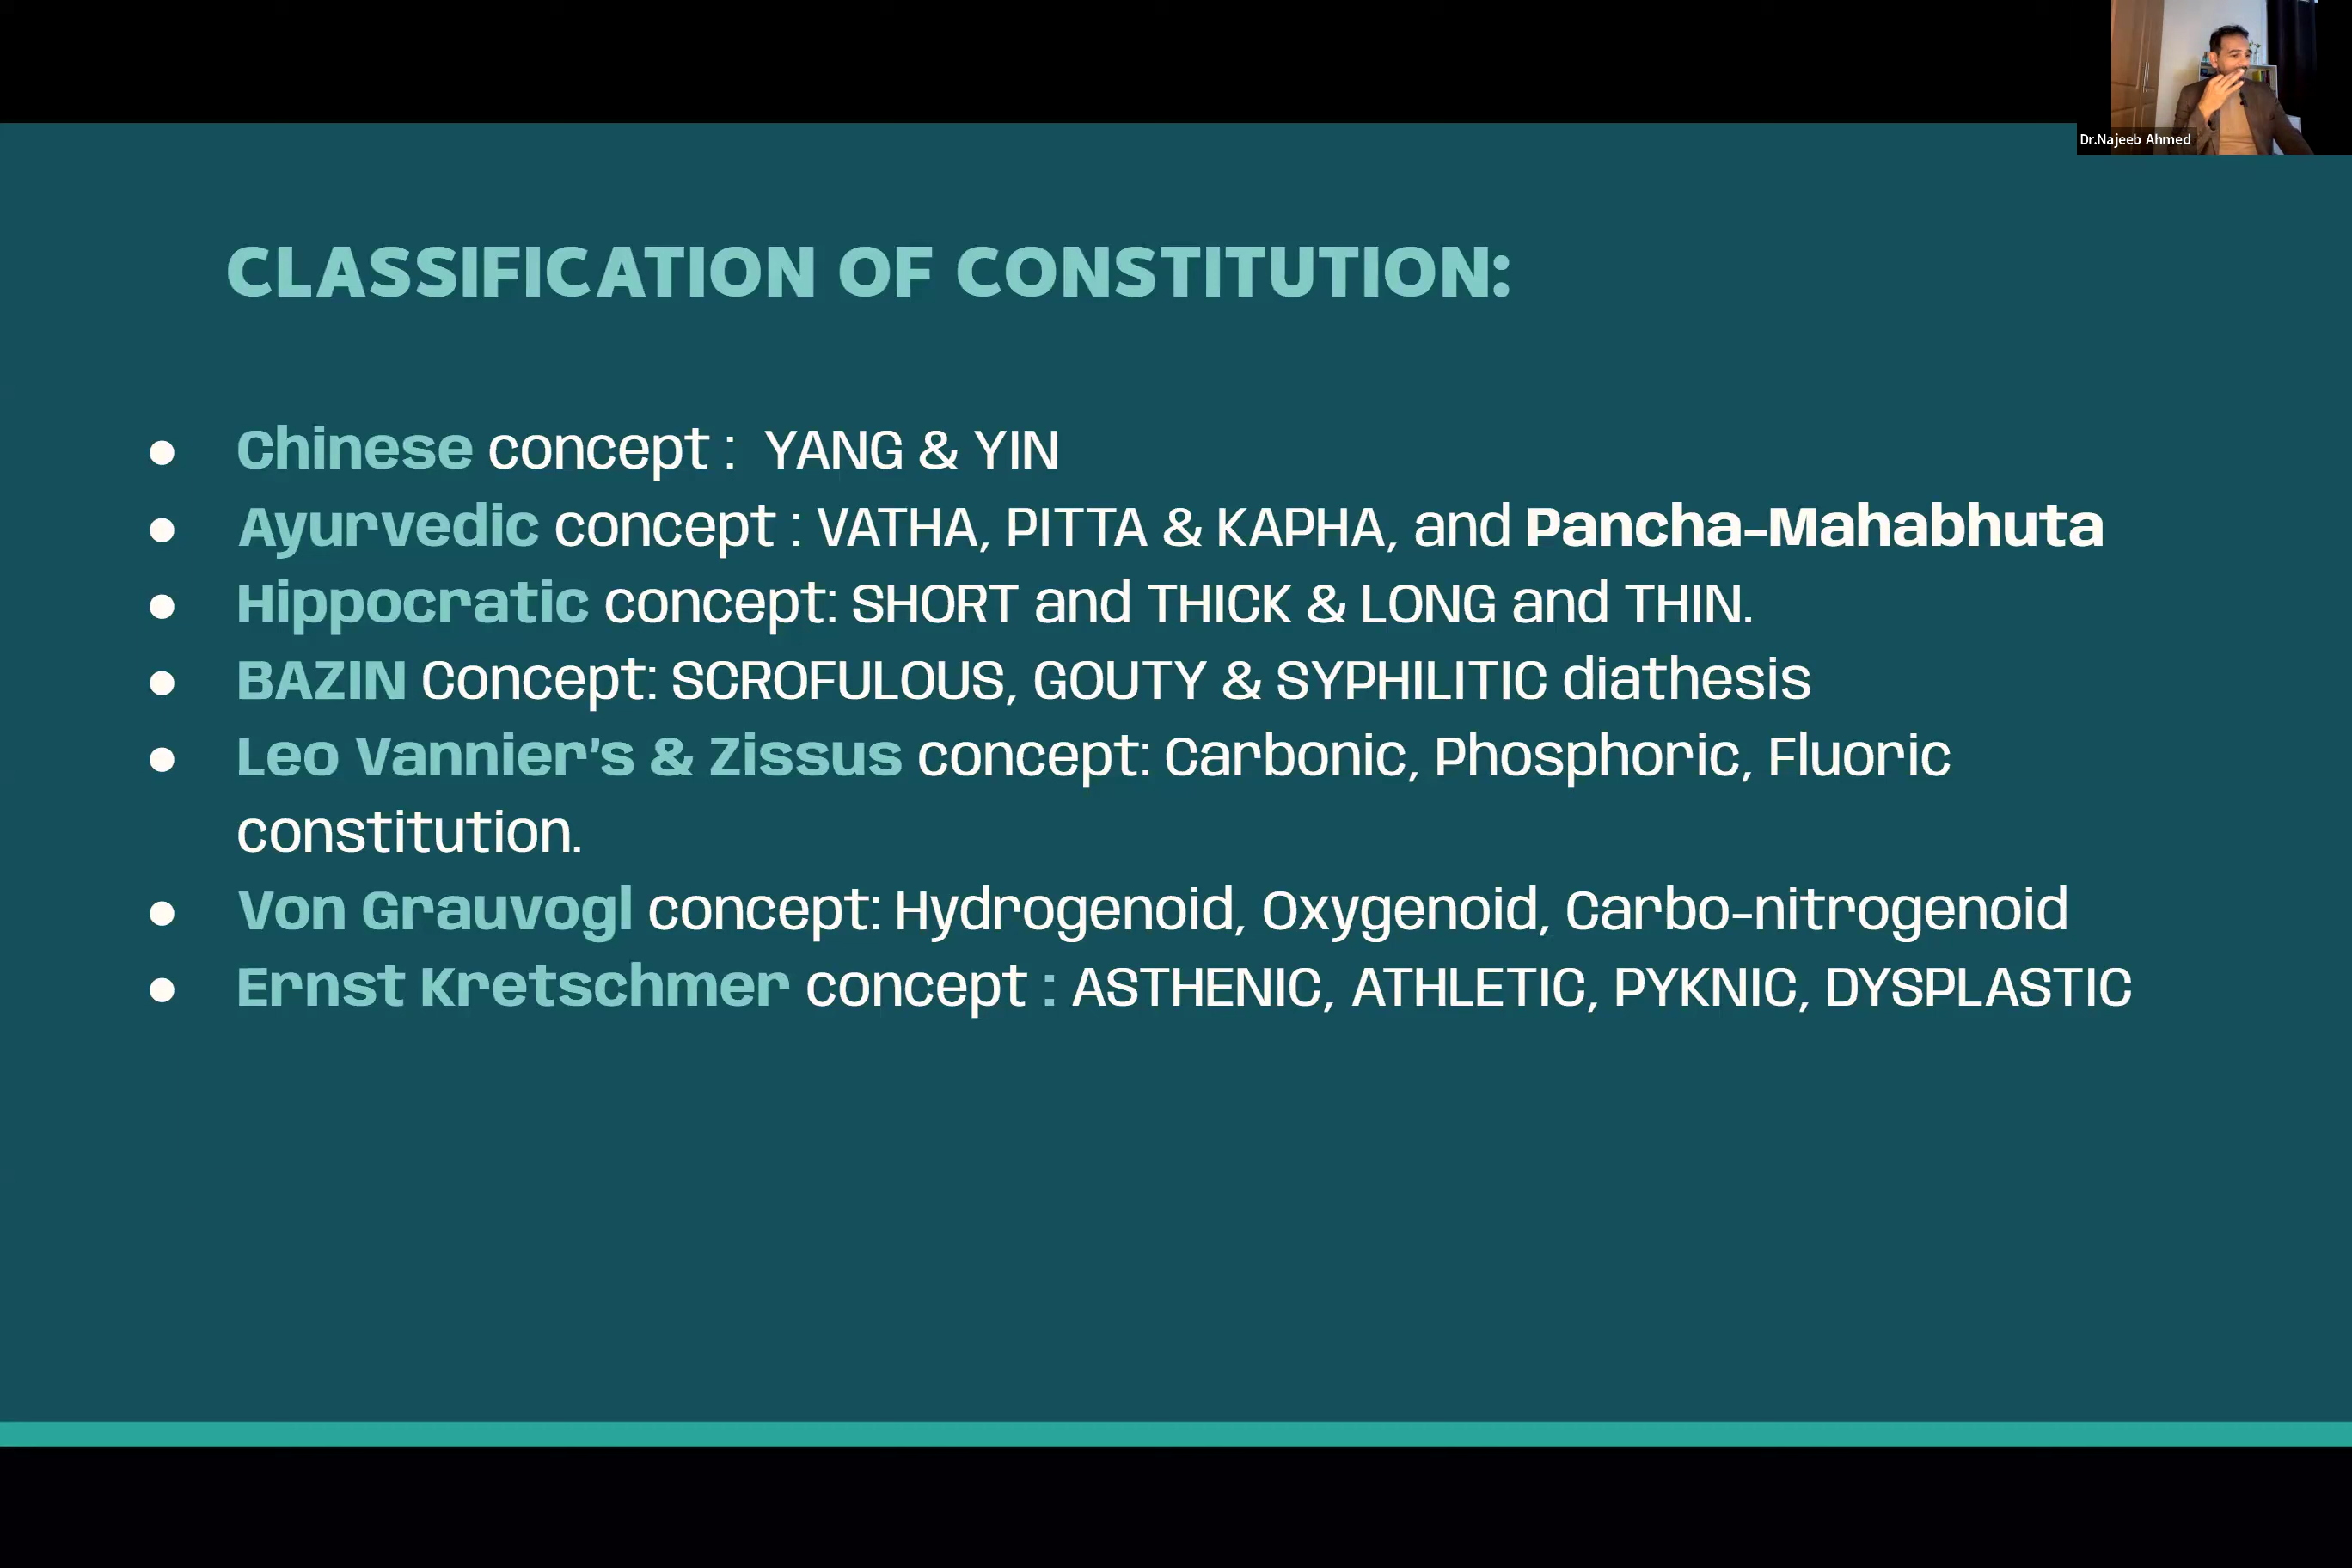 Dr.Najeeb Ahmed
CLASSIFICATION OF CONSTITUTION:
● Chinese concept : YANG & YIN
● Ayurvedic concept : VATHA, PITTA & KAPHA, and Pancha-Mahabhuta
● Hippocratic concept: SHORT and THICK & LONG and THIN.
● BAZIN Concept: SCROFULOUS, GOUTY & SYPHILITIC diathesis
● Leo Vannier’s & Zissus concept: Carbonic, Phosphoric, Fluoric
constitution.
● Von Grauvogl concept: Hydrogenoid, Oxygenoid, Carbo-nitrogenoid
● Ernst Kretschmer concept : ASTHENIC, ATHLETIC, PYKNIC, DYSPLASTIC